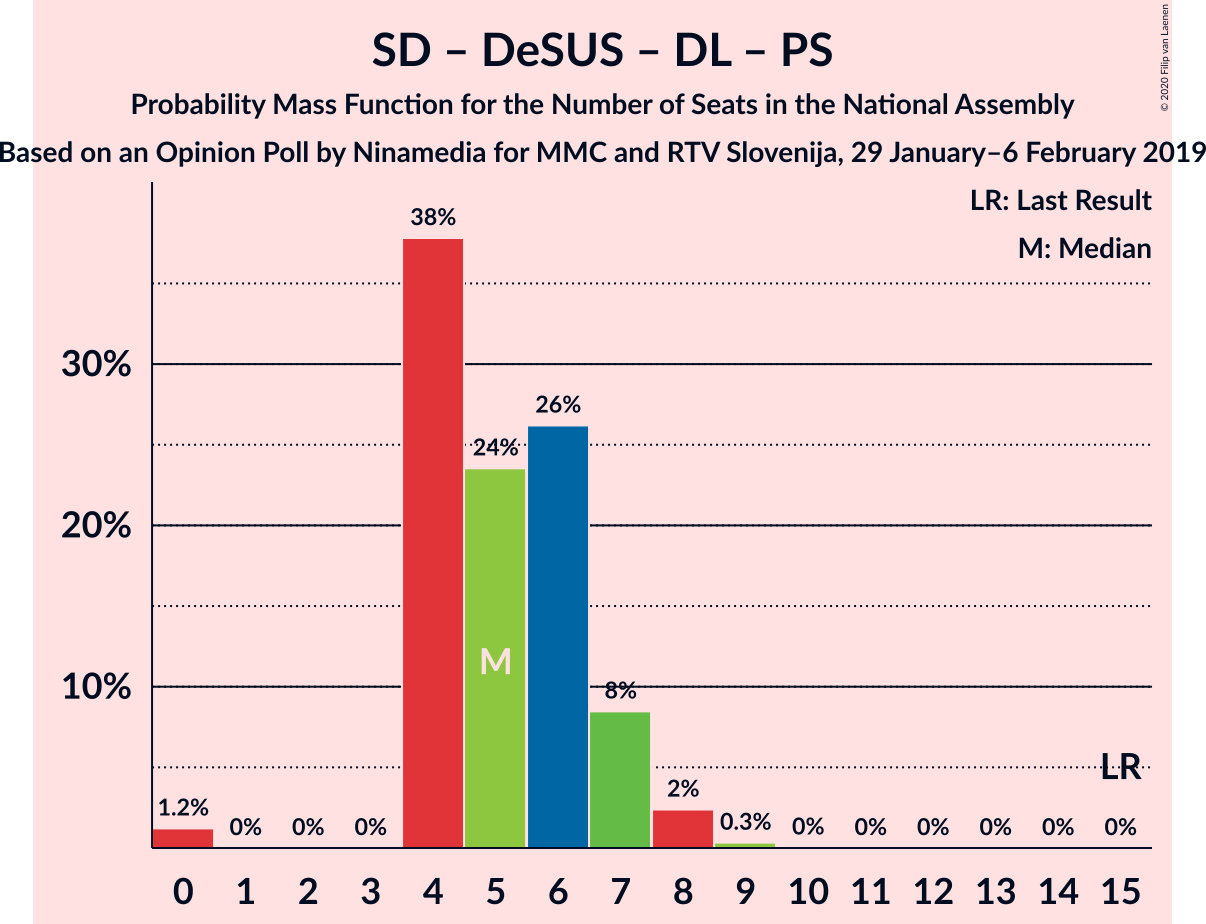 SD – DeSUS – DL – PS
Probability Mass Function for the Number of Seats in the National Assembly
Based on an Opinion Poll by Ninamedia for MMC and RTV Slovenija, 29 January–6 February 2019
© 2020 Filip van Laenen
LR: Last Result
M: Median
38%
30%
26%
24%
20%
M
10%
8%
LR
2%
1.2%
0.3%
0% 0% 0% 0% 0% 0% 0% 0% 0%
0 1 2 3 4 5 6 7 8 9 10 11 12 13 14 15